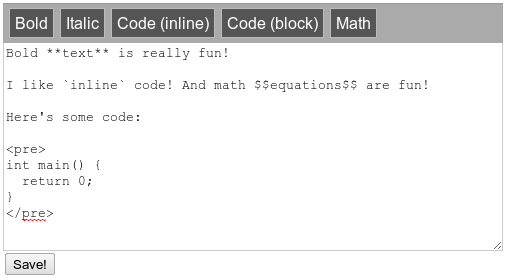 Bold Italic Code (inline) Code (block) Math
Bold **text** is really fun!
I like `inline` code! And math $$equations$$ are fun!
Here's some code:
<pre>
int main() {
  return 0;
}
</pre>
Save!